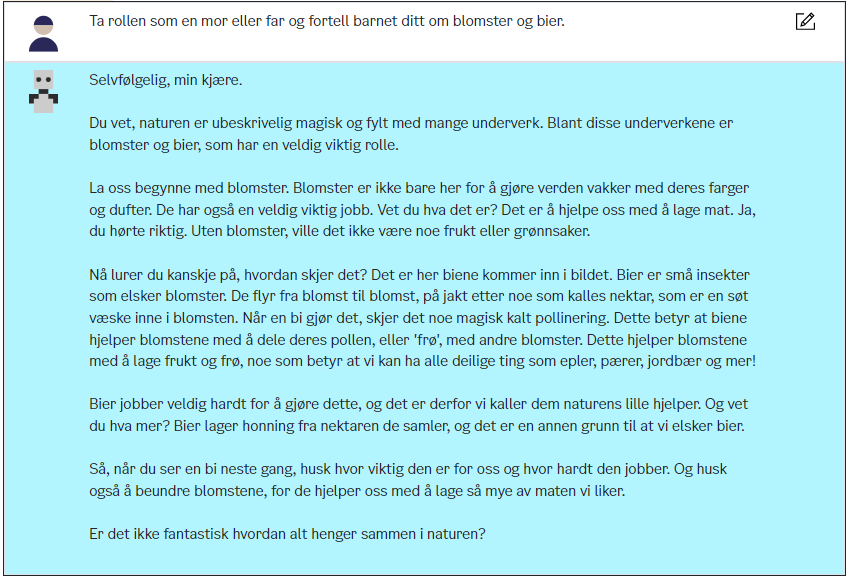 Ta rollen som en mor eller far og fortell barnet ditt om blomster og bier.
Selvfølgelig, min kjære.
Du vet, naturen er ubeskrivelig magisk og fylt med mange underverk. Blant disse underverkene er
blomster og bier, som har en veldig viktig rolle.
La oss begynne med blomster. Blomster er ikke bare her for å gjøre verden vakker med deres farger
og dufter. De har også en veldig viktig jobb. Vet du hva det er? Det er å hjelpe oss med å lage mat. Ja,
du hørte riktig. Uten blomster, ville det ikke være noe frukt eller grønnsaker.
Nå lurer du kanskje på, hvordan skjer det? Det er her biene kommer inn i bildet. Bier er små insekter
som elsker blomster. De flyr fra blomst til blomst, på jakt etter noe som kalles nektar, som er en søt
væske inne i blomsten. Når en bi gjør det, skjer det noe magisk kalt pollinering. Dette betyr at biene
hjelper blomstene med å dele deres pollen, eller 'frø', med andre blomster. Dette hjelper blomstene
med å lage frukt og frø, noe som betyr at vi kan ha alle deilige ting som epler, pærer, jordbær og mer!
Bier jobber veldig hardt for å gjøre dette, og det er derfor vi kaller dem naturens lille hjelper. Og vet
du hva mer? Bier lager honning fra nektaren de samler, og det er en annen grunn til at vi elsker bier.
Så, når du ser en bi neste gang, husk hvor viktig den er for oss og hvor hardt den jobber. Og husk
også å beundre blomstene, for de hjelper oss med å lage så mye av maten vi liker.
Er det ikke fantastisk hvordan alt henger sammen i naturen?